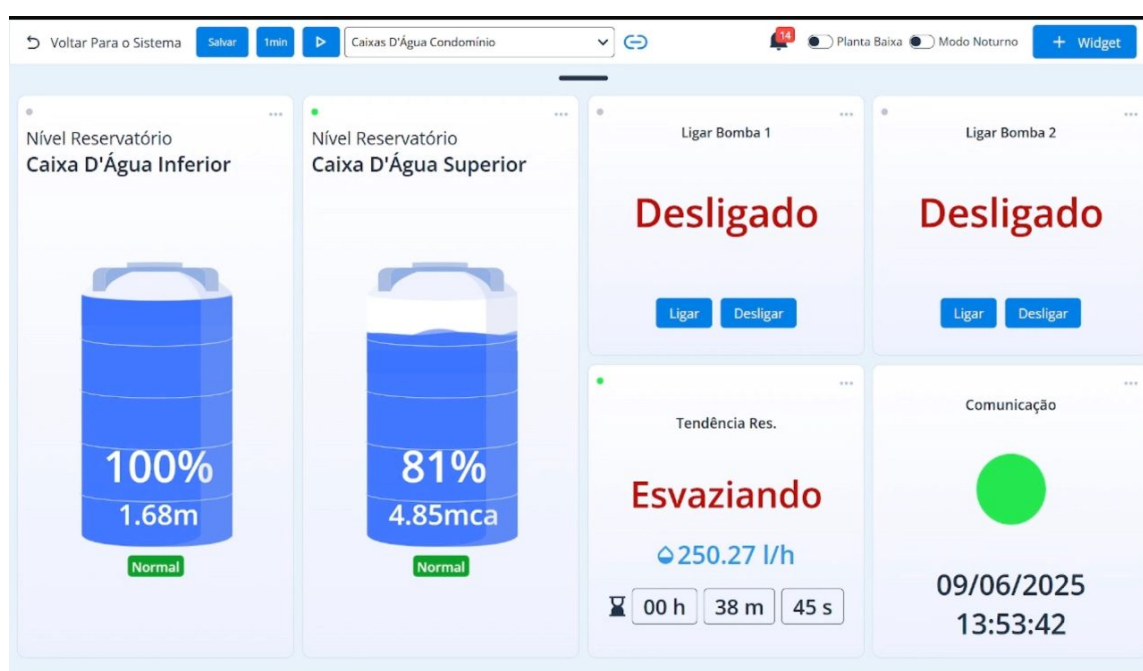 Voltar Para o Sistema Salvar 1min Caixas D'Água Condomínio 14 Planta Baixa Modo Noturno + Widget
Nível Reservatório
Caixa D'Água Inferior
100%
1.68m
Normal
Nível Reservatório
Caixa D'Água Superior
81%
4.85mca
Normal
Ligar Bomba 1
Desligado
Ligar Desligar
Ligar Bomba 2
Desligado
Ligar Desligar
Tendência Res.
Esvaziando
250.27 l/h
00 h 38 m 45 s
Comunicação
09/06/2025
13:53:42